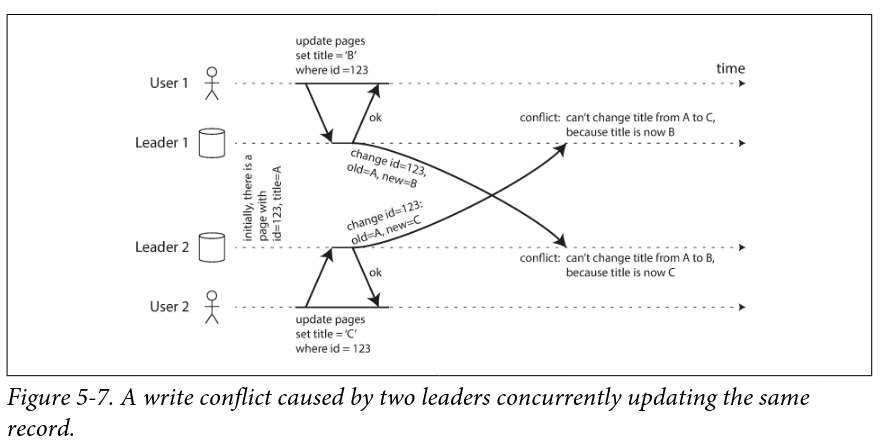 update pages
set title = ‘B’
where id =123
time
User 1
ok
conflict: can’t change title from A to C,
because title is now B
Leader 1
change id=123,
old=A, new=B
initially, there is a
page with
id=123, title=A
change id=123:
old=A, new=C
Leader 2
conflict: can’t change title from A to B,
because title is now C
ok
User 2
update pages
set title = ‘C’
where id = 123
Figure 5-7. A write conflict caused by two leaders concurrently updating the same
record.